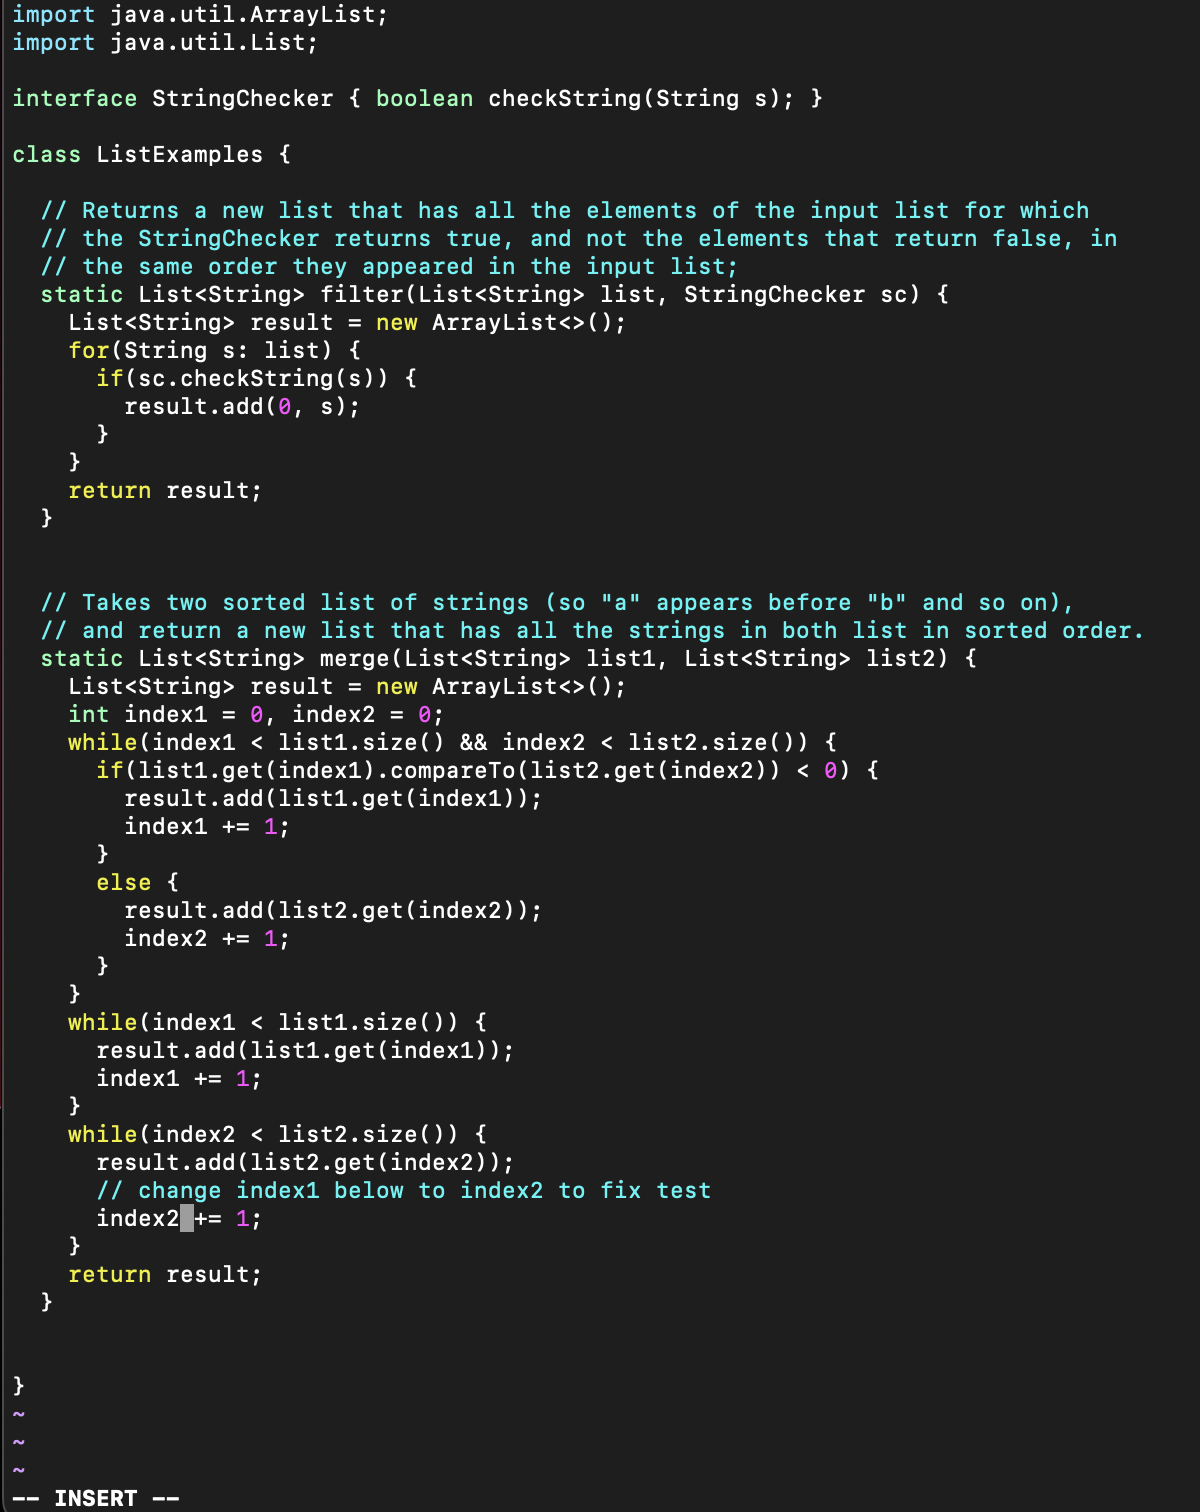 import java.util.ArrayList;
import java.util.List;

interface StringChecker { boolean checkString(String s); }

class ListExamples {

  // Returns a new list that has all the elements of the input list for which
  // the StringChecker returns true, and not the elements that return false, in
  // the same order they appeared in the input list;
  static List<String> filter(List<String> list, StringChecker sc) {
    List<String> result = new ArrayList<>();
    for(String s: list) {
      if(sc.checkString(s)) {
        result.add(0, s);
      }
    }
    return result;
  }


  // Takes two sorted list of strings (so "a" appears before "b" and so on),
  // and return a new list that has all the strings in both list in sorted order.
  static List<String> merge(List<String> list1, List<String> list2) {
    List<String> result = new ArrayList<>();
    int index1 = 0, index2 = 0;
    while(index1 < list1.size() && index2 < list2.size()) {
      if(list1.get(index1).compareTo(list2.get(index2)) < 0) {
        result.add(list1.get(index1));
        index1 += 1;
      }
      else {
        result.add(list2.get(index2));
        index2 += 1;
      }
    }
    while(index1 < list1.size()) {
      result.add(list1.get(index1));
      index1 += 1;
    }
    while(index2 < list2.size()) {
      result.add(list2.get(index2));
      // change index1 below to index2 to fix test
      index2 += 1;
    }
    return result;
  }


}
~
~
~
-- INSERT --